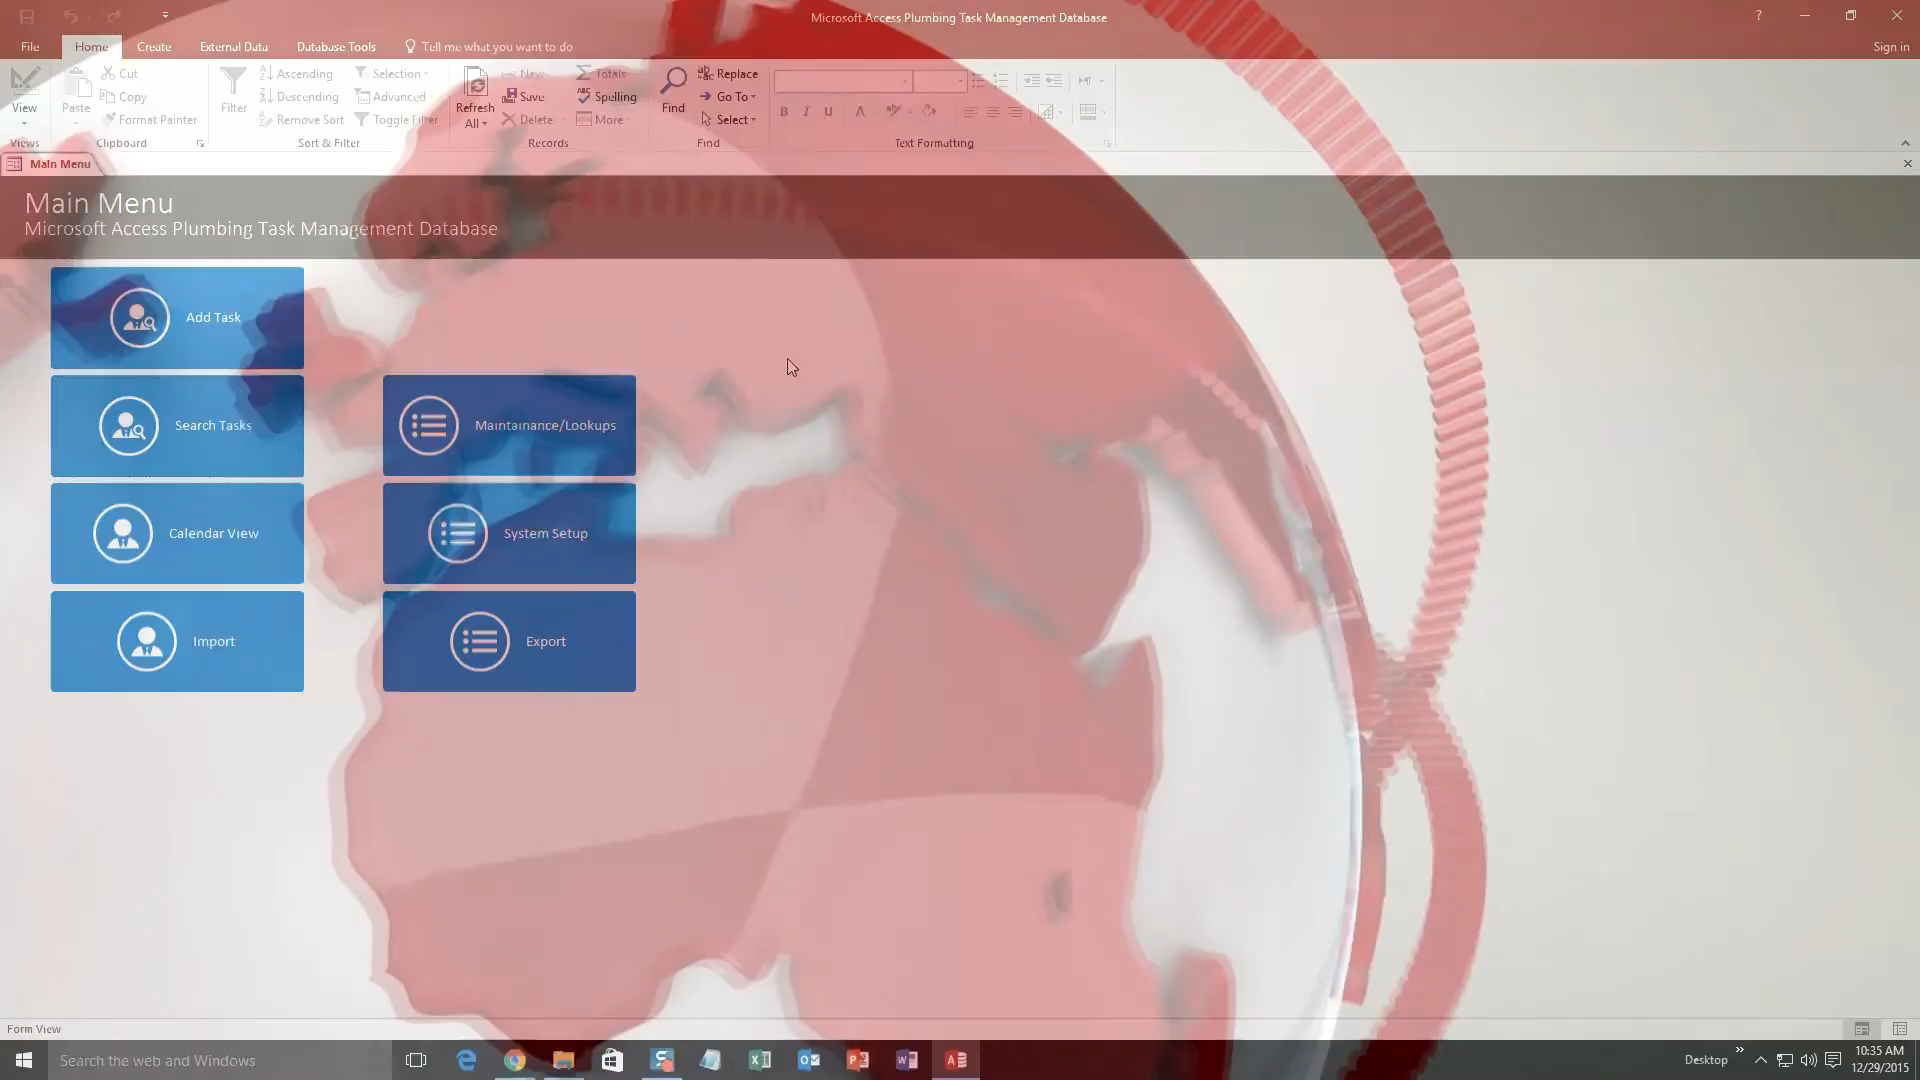 Microsoft Access Plumbing Task Management Database
?
File Home Create External Data Database Tools Tell me what you want to do Sign in
View
Views
Paste
Cut
Copy
Format Painter
Clipboard
Filter
Ascending
Descending
Remove Sort
Selection
Advanced
Toggle Filter
Sort & Filter
Refresh
All
New
Save
Delete
Totals
Spelling
More
Records
Find
Replace
Go To
Select
Find
B I U A
Text Formatting
Main Menu
Main Menu
Microsoft Access Plumbing Task Management Database
Add Task
Search Tasks
Maintainance/Lookups
Calendar View
System Setup
Import
Export
Form View
Search the web and Windows
Desktop
10:35 AM
12/29/2015